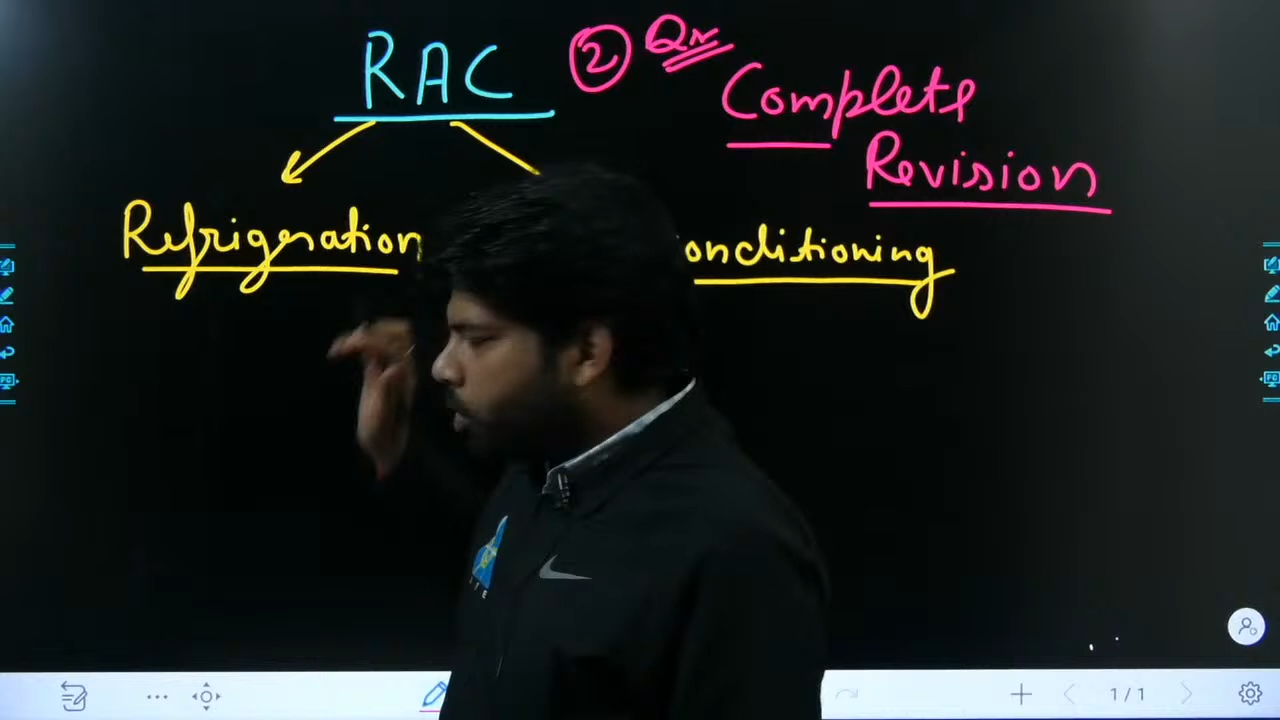 RAC ② Qn
Complete
Revision
Refrigeration onditioning
1/1